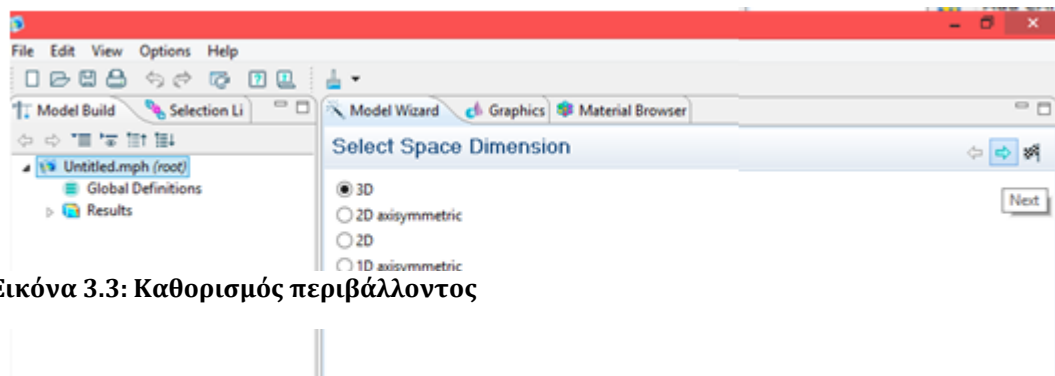 File Edit View Options Help
Model Build Selection Li
Model Wizard Graphics Material Browser
Select Space Dimension
Untitled.mph (root)
Global Definitions
Results
3D
2D axisymmetric
2D
1D axisymmetric
Next
Εικόνα 3.3: Καθορισμός περιβάλλοντος